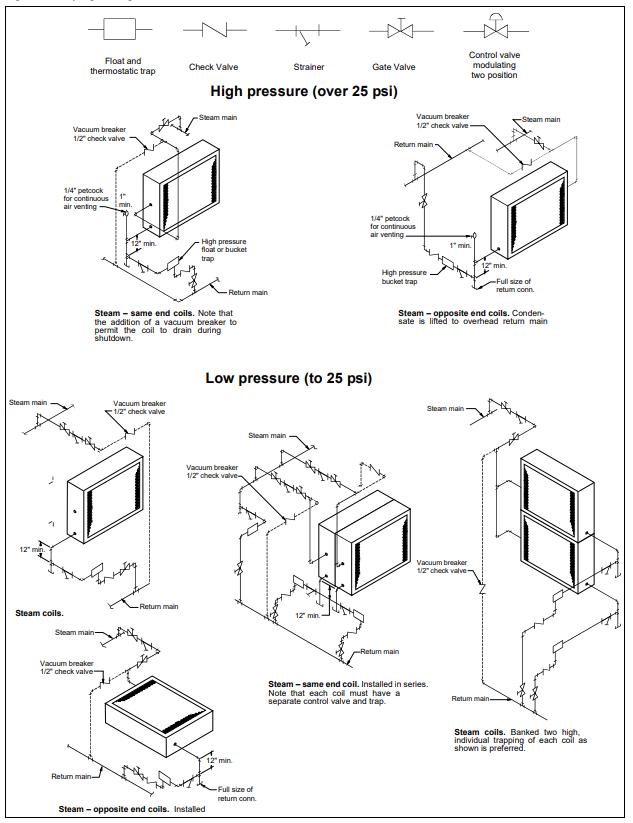 Float and
thermostatic trap
Check Valve
Strainer
Gate Valve
Control valve
modulating
two position
High pressure (over 25 psi)
Steam main
Vacuum breaker
1/2" check valve
1/4" petcock
for continuous
air venting
1"
min.
12" min.
High pressure
float or bucket
trap
Return main
Steam – same end coils. Note that
the addition of a vacuum breaker to
permit the coil to drain during
shutdown.
Vacuum breaker
1/2" check valve
Steam main
Return main
1/4" petcock
for continuous
air venting
1" min.
12" min.
High pressure
bucket trap
Full size of
return conn.
Steam – opposite end coils. Conden-
sate is lifted to overhead return main
Low pressure (to 25 psi)
Steam main
Vacuum breaker
1/2" check valve
12" min.
Return main
Steam coils.
Steam main
Vacuum breaker
1/2" check valve
12" min.
Return main
Full size of
return conn.
Steam – opposite end coils. Installed
Steam main
Vacuum breaker
1/2" check valve
12" min.
Return main
Steam – same end coil. Installed in series.
Note that each coil must have a
separate control valve and trap.
Steam main
Vacuum breaker
1/2" check valve
Return main
Steam coils. Banked two high,
individual trapping of each coil as
shown is preferred.